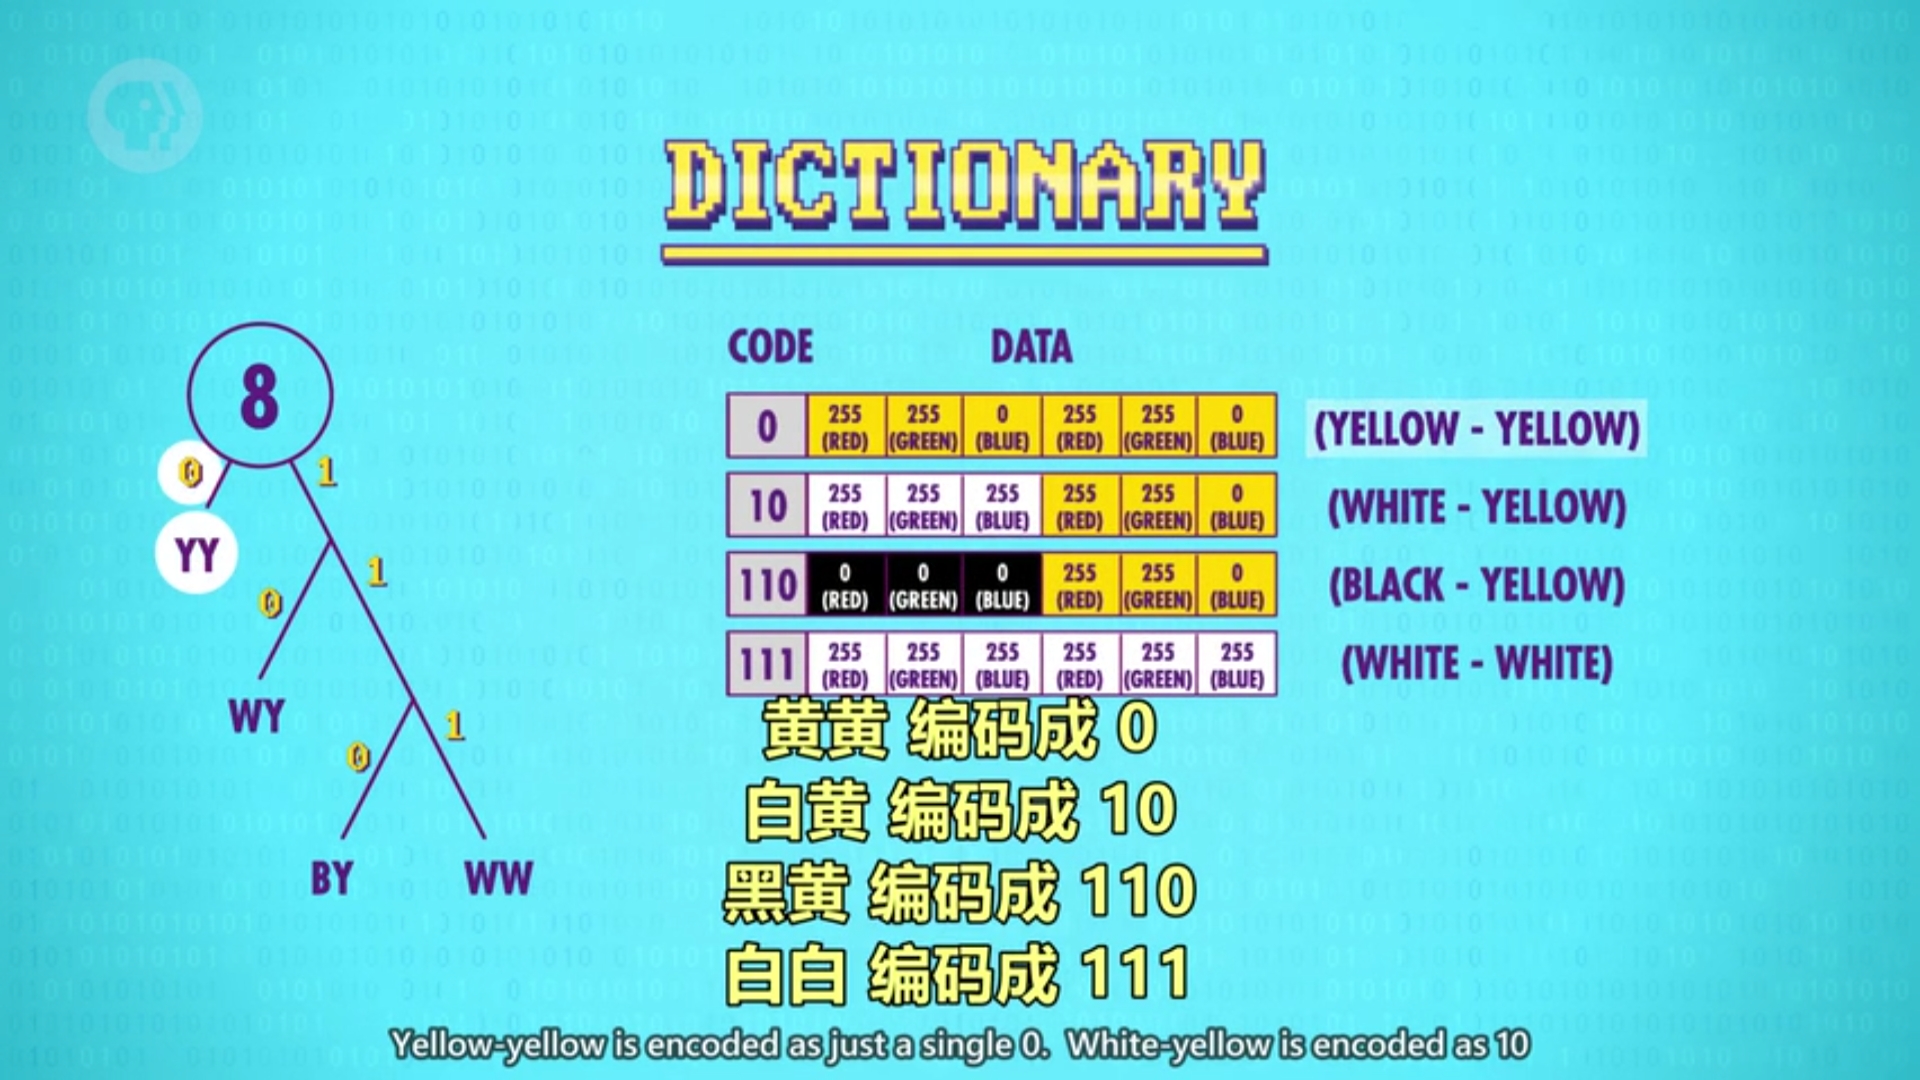 DICTIONARY
CODE DATA
8
0 1
YY
0 1
WY
0 1
BY WW
0 255 (RED) 255 (GREEN) 0 (BLUE) 255 (RED) 255 (GREEN) 0 (BLUE) (YELLOW - YELLOW)
10 255 (RED) 255 (GREEN) 255 (BLUE) 255 (RED) 255 (GREEN) 0 (BLUE) (WHITE - YELLOW)
110 0 (RED) 0 (GREEN) 0 (BLUE) 255 (RED) 255 (GREEN) 0 (BLUE) (BLACK - YELLOW)
111 255 (RED) 255 (GREEN) 255 (BLUE) 255 (RED) 255 (GREEN) 255 (BLUE) (WHITE - WHITE)
黄黄 编码成 0
白黄 编码成 10
黑黄 编码成 110
白白 编码成 111
Yellow-yellow is encoded as just a single 0. White-yellow is encoded as 10